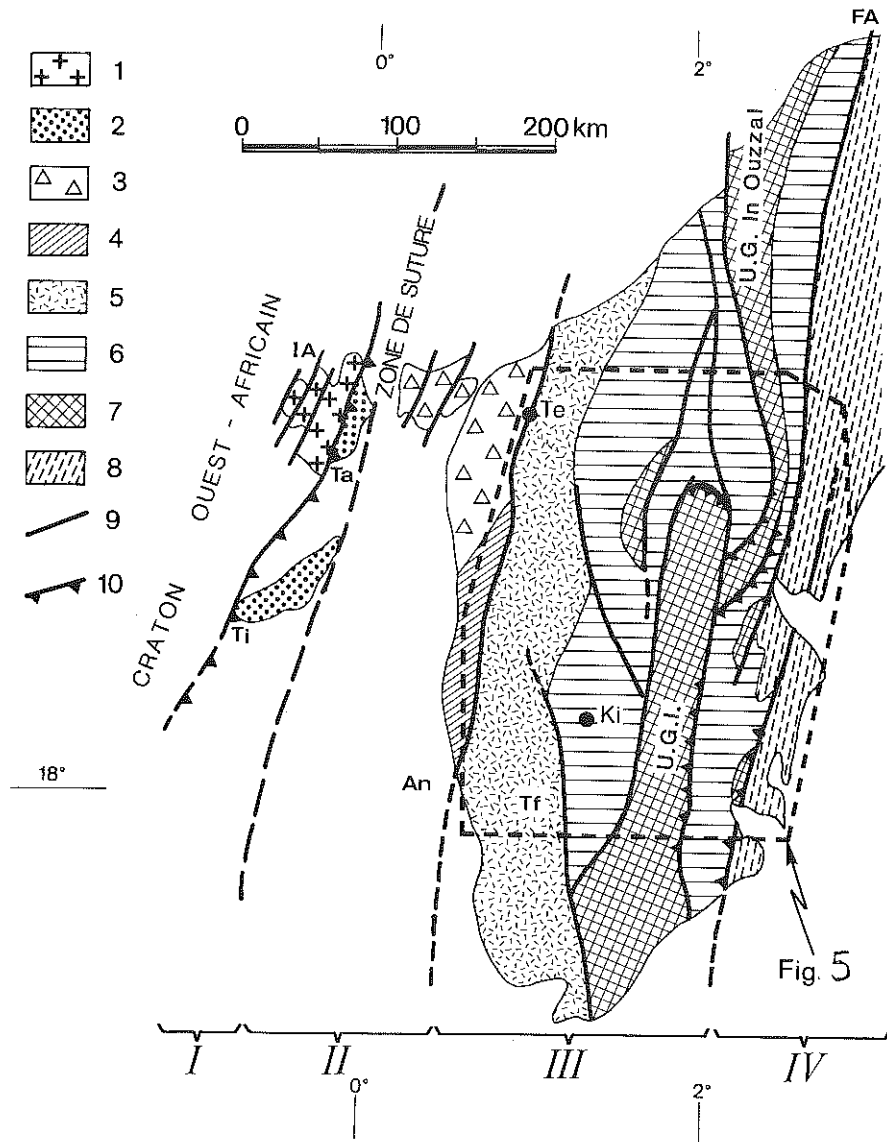 0°
2°
FA
1
2
3
4
5
6
7
8
9
10
0 100 200 km
CRATON OUEST-AFRICAIN
ZONE DE SUTURE
U.G. In Ouzzal
IA
Te
Ta
Ti
Ki
U.G.I.
18°
An
Tf
Fig. 5
I II III IV
0°
2°